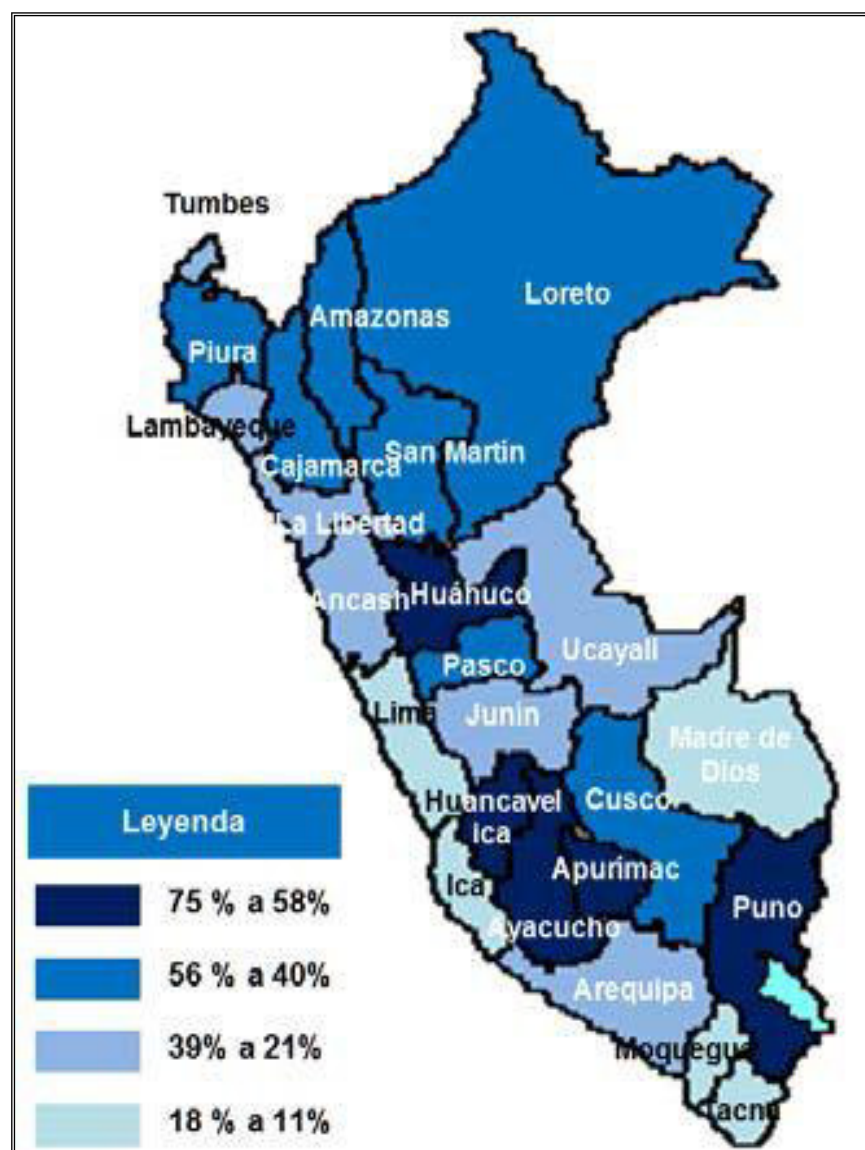 Tumbes
Loreto
Amazonas
Piura
Lambayeque
San Martin
Cajamarca
La Libertad
Ancash
Huáhuco
Ucayali
Pasco
Lima
Junin
Madre de
Dios
Huancavel
ica
Cusco
Apurimac
Ica
Puno
Ayacucho
Arequipa
Moquegua
Tacna
Leyenda
75 % a 58%
56 % a 40%
39% a 21%
18 % a 11%